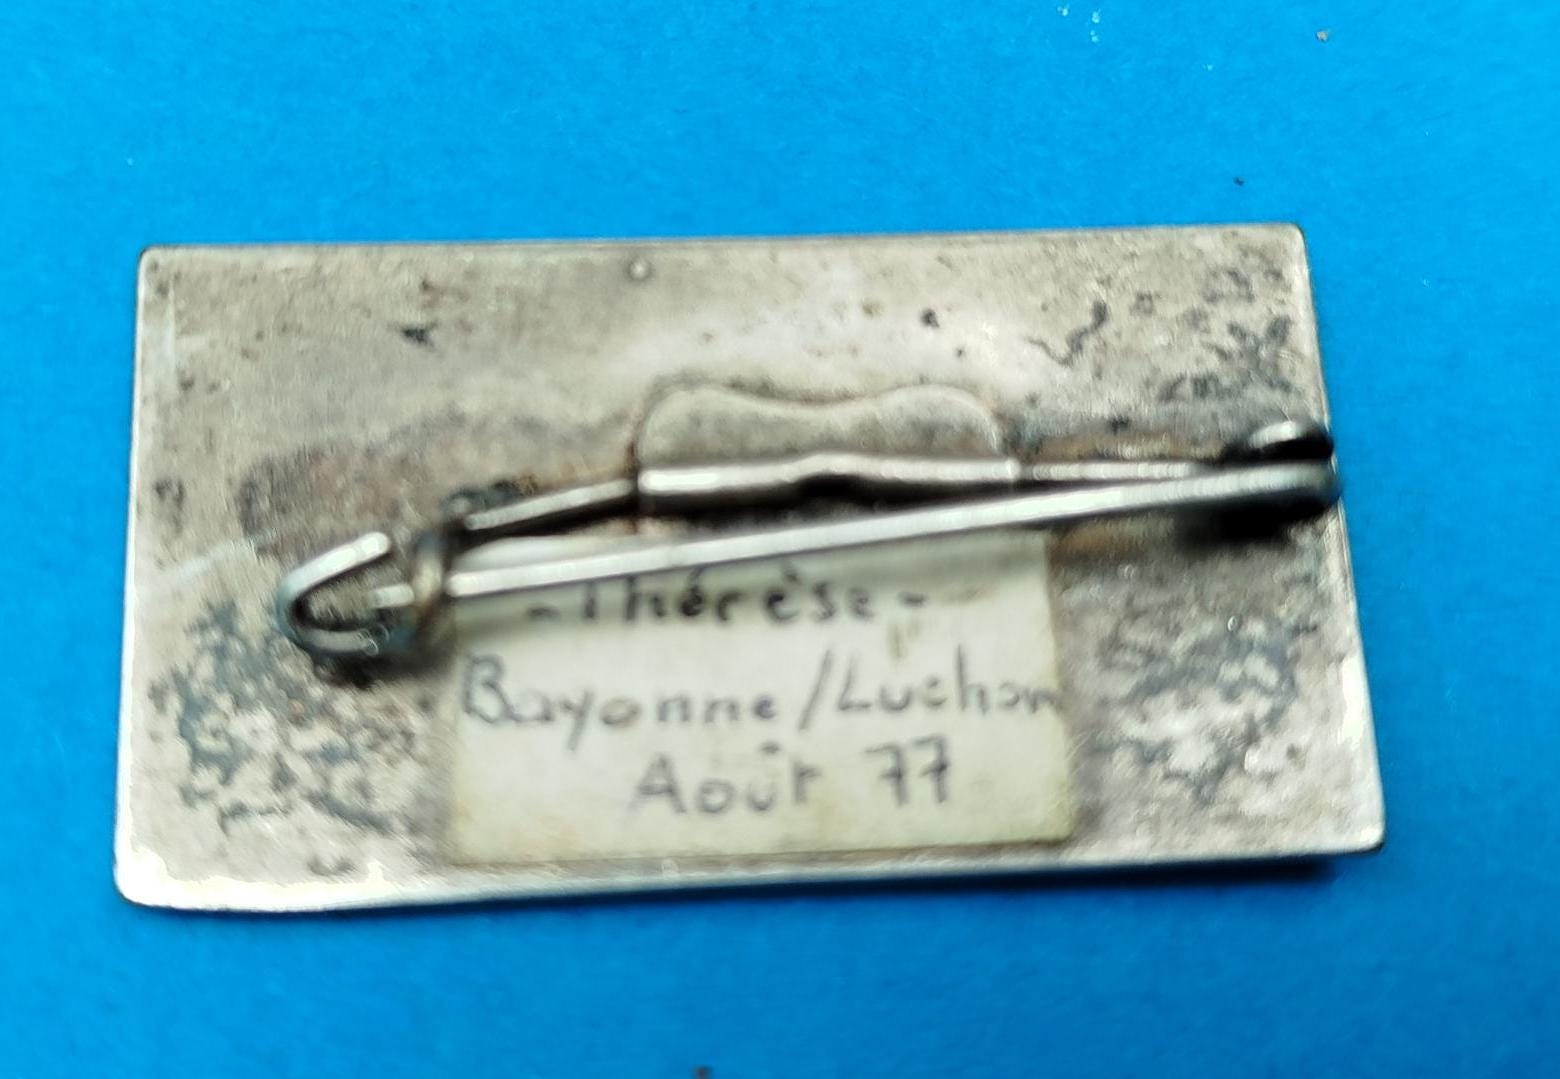 - Thérèse -
Bayonne/Luchon
Août 77